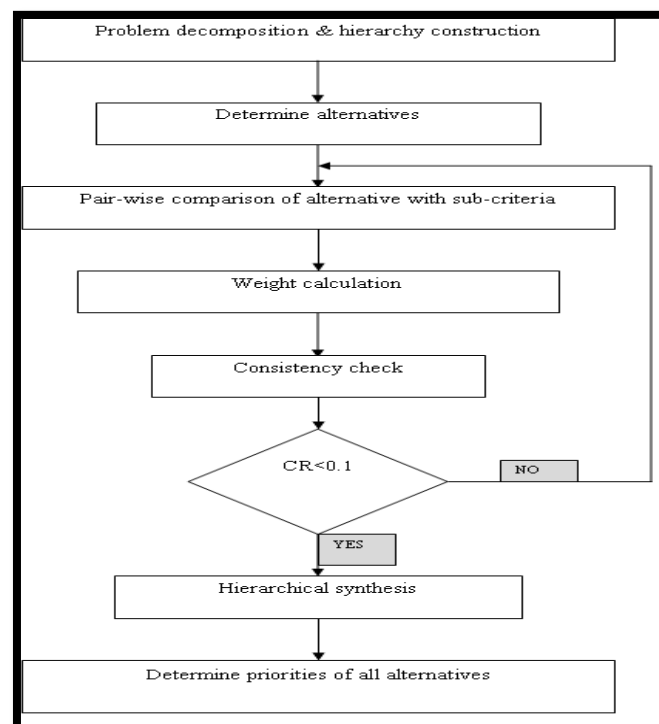 Problem decomposition & hierarchy construction
Determine alternatives
Pair-wise comparison of alternative with sub-criteria
Weight calculation
Consistency check
CR<0.1
NO
YES
Hierarchical synthesis
Determine priorities of all alternatives